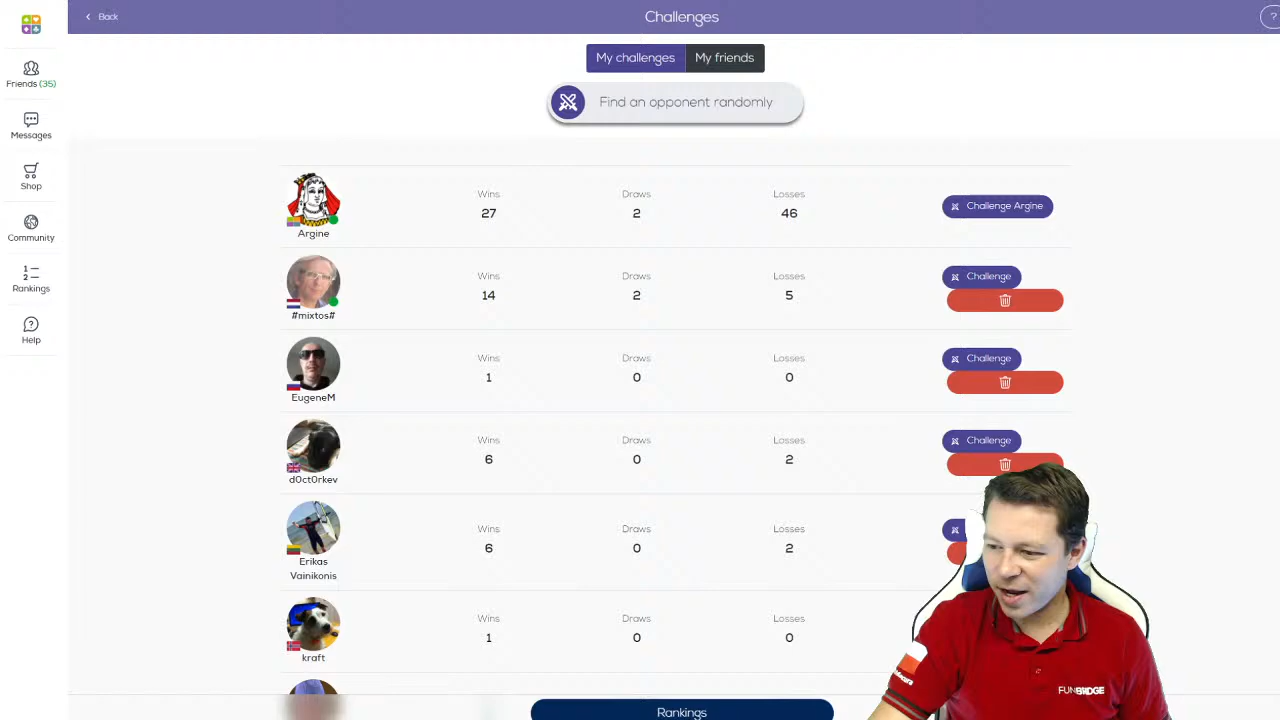 Back
Challenges
?
My challenges
My friends
Find an opponent randomly
Friends (35)
Messages
Shop
Community
1
2
Rankings
?
Help
Wins
Draws
Losses
27
2
46
Challenge Argine
Argine
Wins
Draws
Losses
14
2
5
Challenge
#mixtos#
Wins
Draws
Losses
1
0
0
Challenge
EugeneM
Wins
Draws
Losses
6
0
2
Challenge
d0ct0rkev
Wins
Draws
Losses
6
0
2
Erikas
Vainikonis
Wins
Draws
Losses
1
0
0
kraft
Rankings
FUNBRIDGE